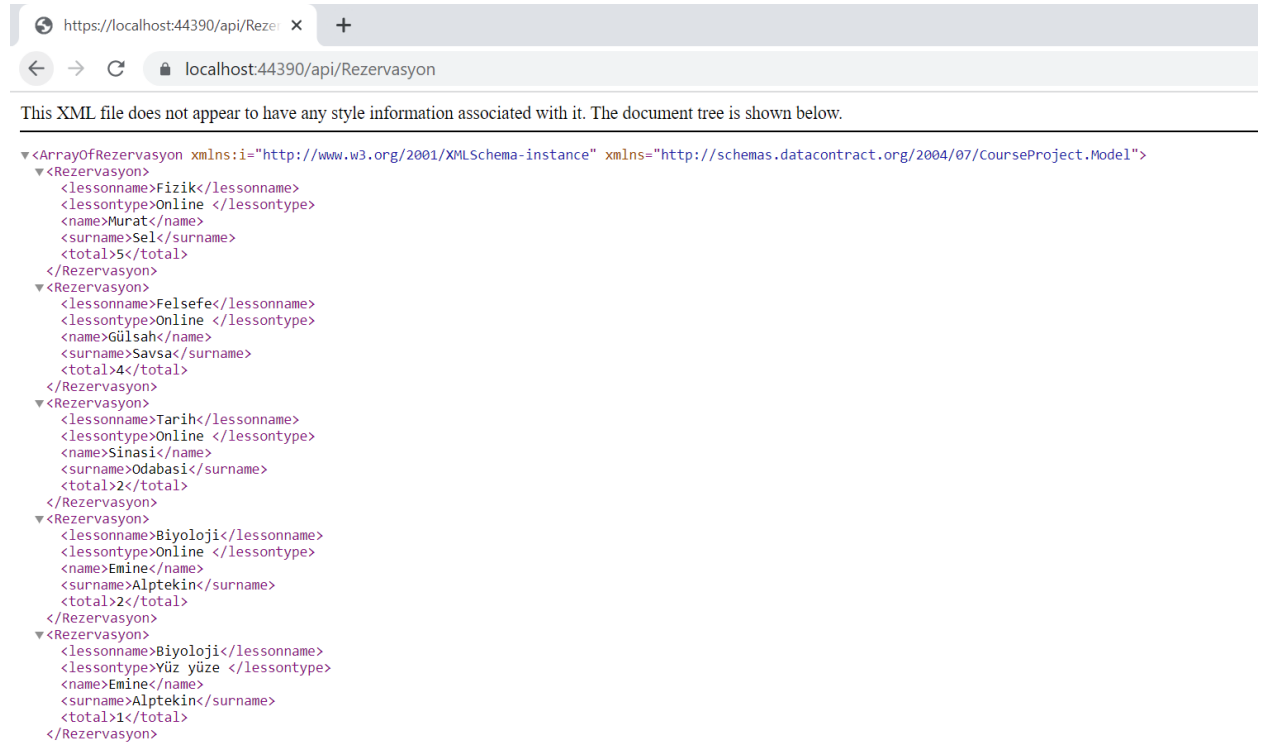 https://localhost:44390/api/Reze
localhost:44390/api/Rezervasyon
This XML file does not appear to have any style information associated with it. The document tree is shown below.
<ArrayOfRezervasyon xmlns:i="http://www.w3.org/2001/XMLSchema-instance" xmlns="http://schemas.datacontract.org/2004/07/CourseProject.Model">
<Rezervasyon>
<lessonname>Fizik</lessonname>
<lessontype>Online </lessontype>
<name>Murat</name>
<surname>Sel</surname>
<total>5</total>
</Rezervasyon>
<Rezervasyon>
<lessonname>Felsefe</lessonname>
<lessontype>Online </lessontype>
<name>Gülsah</name>
<surname>Savsa</surname>
<total>4</total>
</Rezervasyon>
<Rezervasyon>
<lessonname>Tarih</lessonname>
<lessontype>Online </lessontype>
<name>Sinasi</name>
<surname>Odabasi</surname>
<total>2</total>
</Rezervasyon>
<Rezervasyon>
<lessonname>Biyoloji</lessonname>
<lessontype>Online </lessontype>
<name>Emine</name>
<surname>Alptekin</surname>
<total>2</total>
</Rezervasyon>
<Rezervasyon>
<lessonname>Biyoloji</lessonname>
<lessontype>Yüz yüze </lessontype>
<name>Emine</name>
<surname>Alptekin</surname>
<total>1</total>
</Rezervasyon>